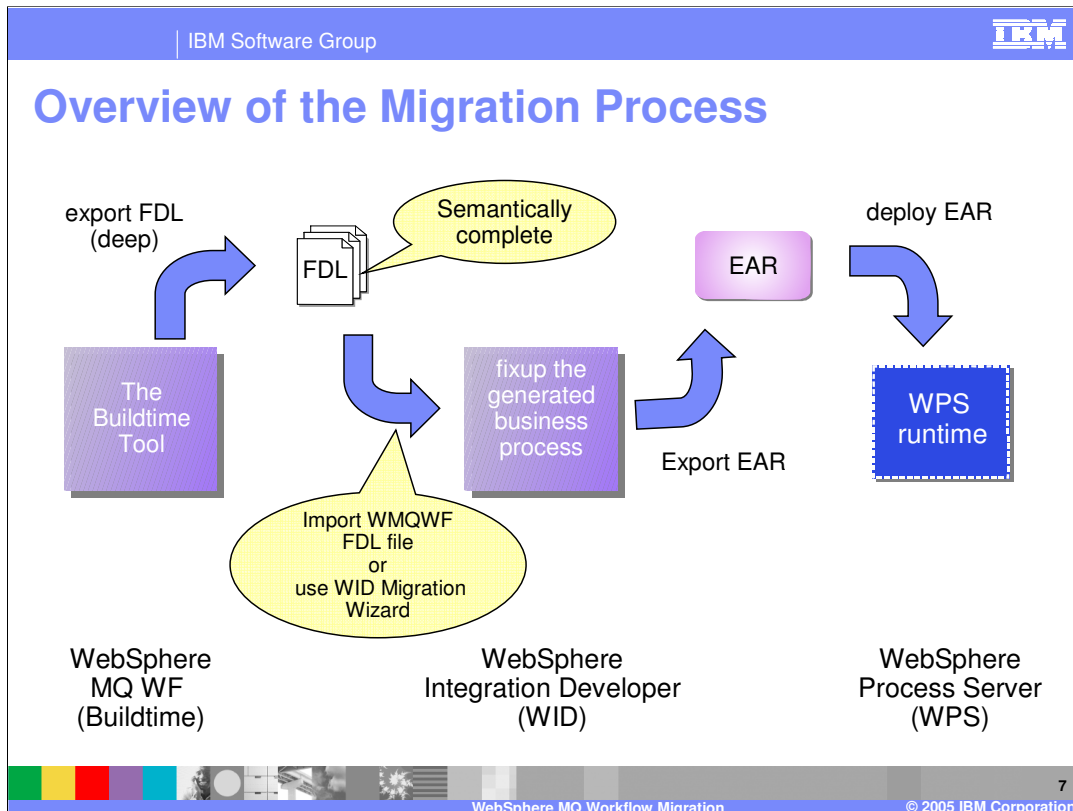 IBM Software Group
IBM
Overview of the Migration Process
export FDL
(deep)
FDL
Semantically
complete
EAR
deploy EAR
The
Buildtime
Tool
fixup the
generated
business
process
Export EAR
WPS
runtime
Import WMQWF
FDL file
or
use WID Migration
Wizard
WebSphere
MQ WF
(Buildtime)
WebSphere
Integration Developer
(WID)
WebSphere
Process Server
(WPS)
7
WebSphere MQ Workflow Migration
© 2005 IBM Corporation